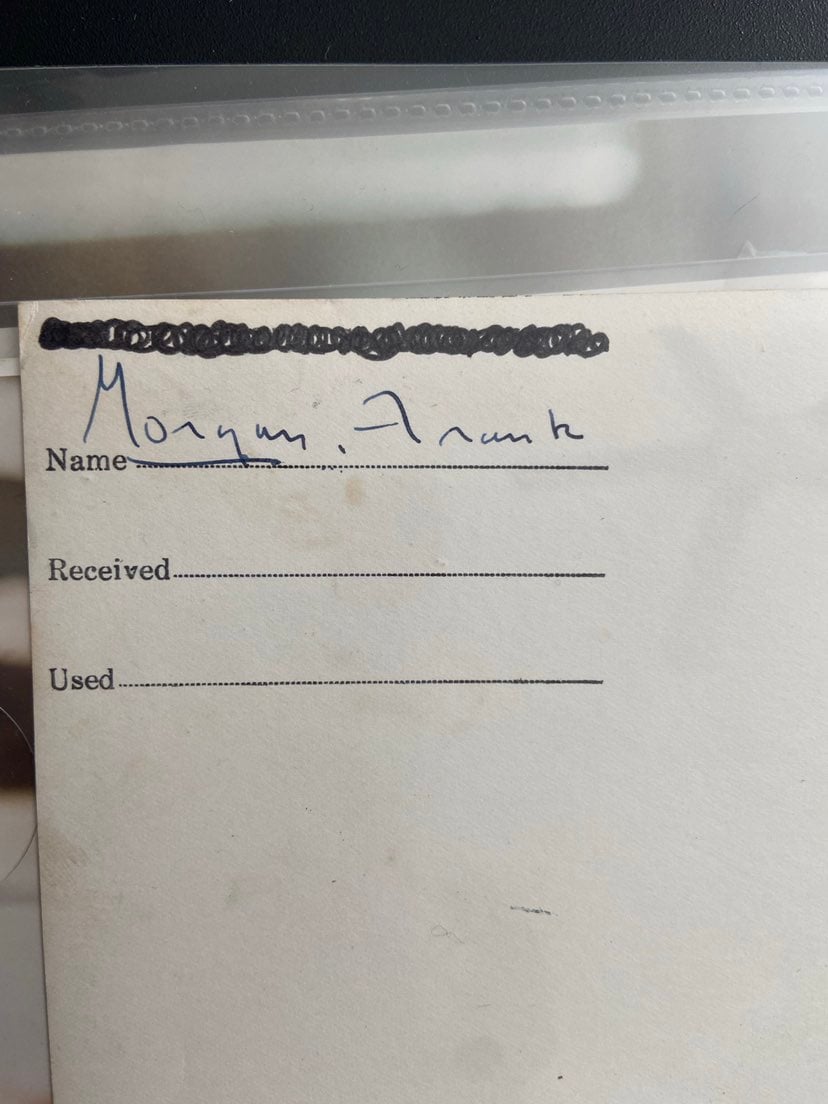 Morgan, Frank
Name
Received
Used